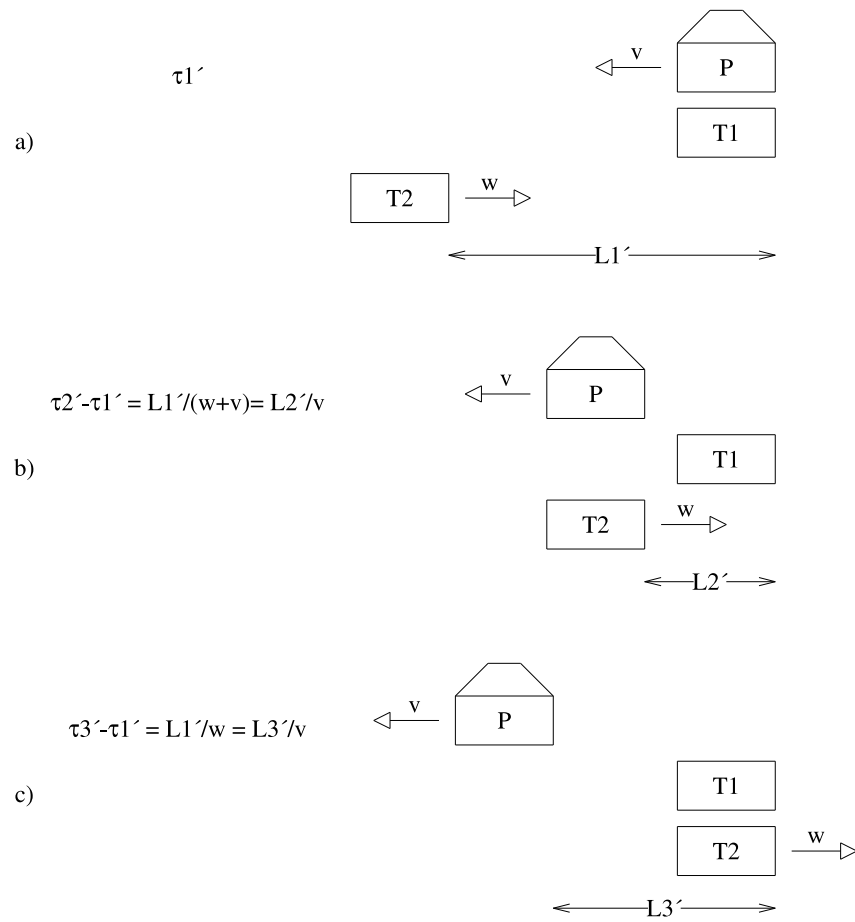 v
P
τ1´
T1
a)
w
T2
L1´
v
P
τ2´-τ1´ = L1´/(w+v)= L2´/v
T1
b)
w
T2
L2´
v
P
τ3´-τ1´ = L1´/w = L3´/v
T1
c)
w
T2
L3´